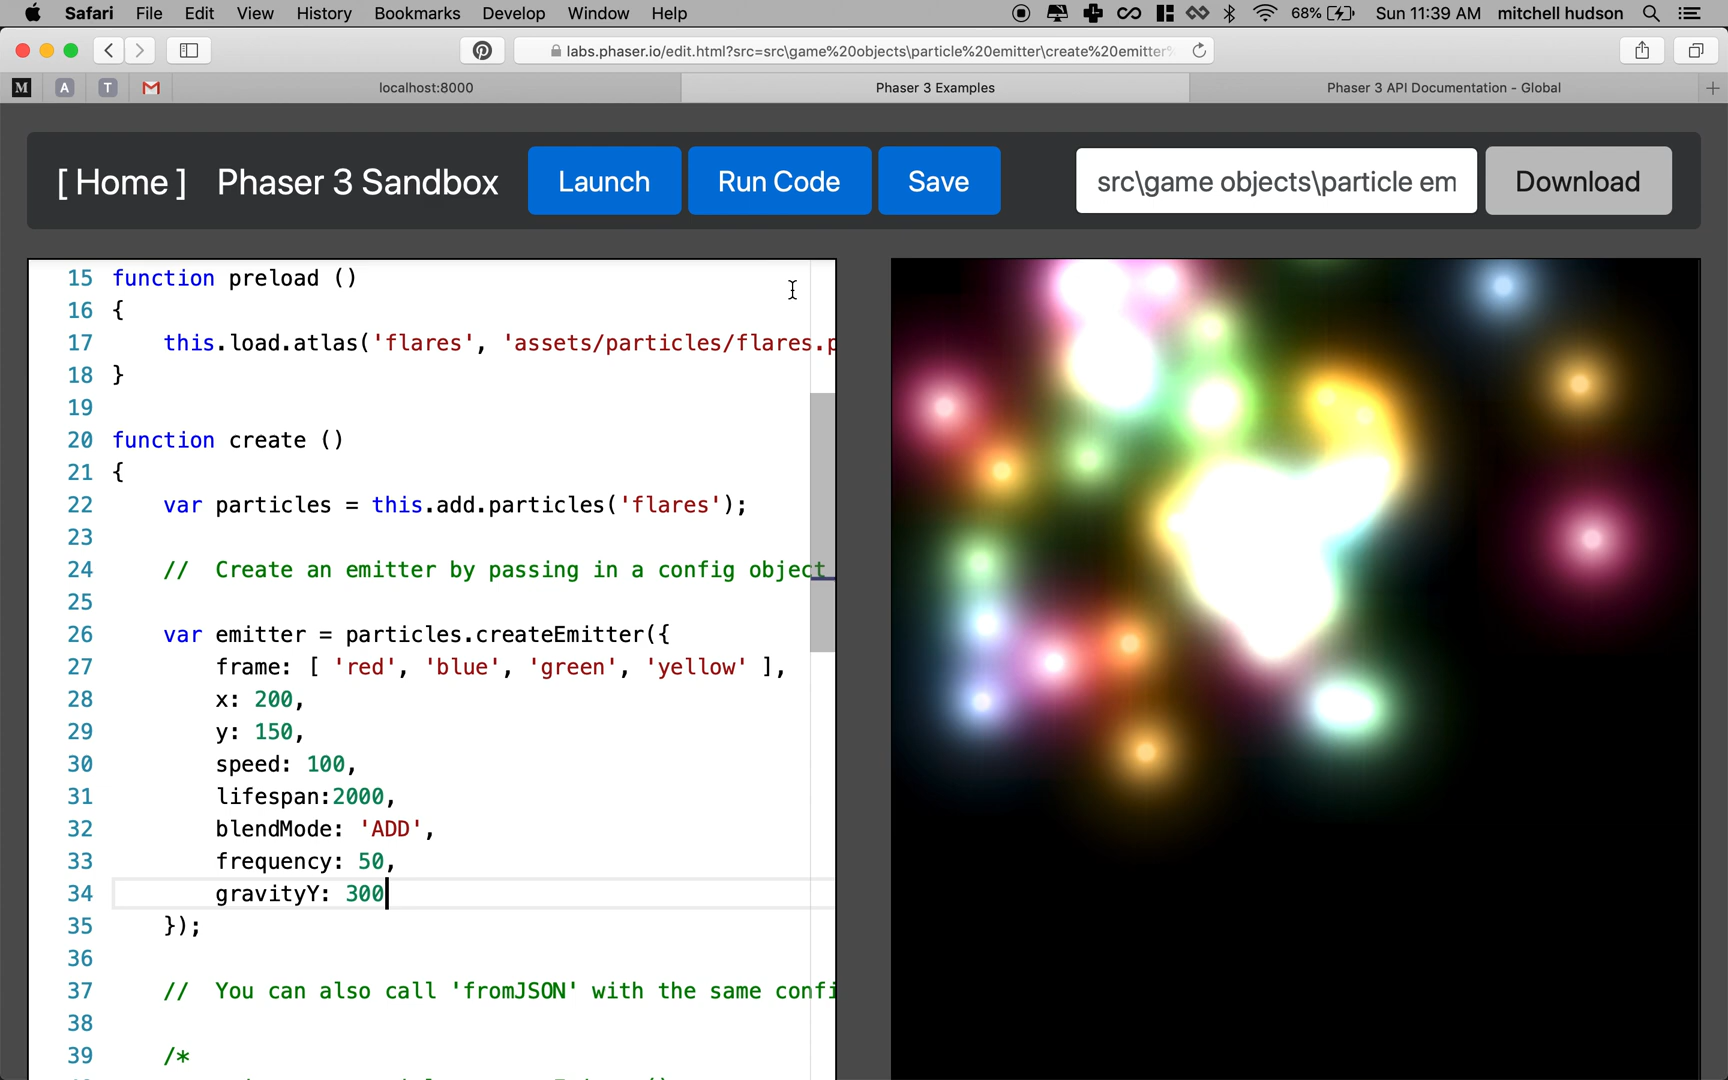 Safari File Edit View History Bookmarks Develop Window Help 68% Sun 11:39 AM mitchell hudson
labs.phaser.io/edit.html?src=src\game%20objects\particle%20emitter\create%20emitter%
M A T localhost:8000 Phaser 3 Examples Phaser 3 API Documentation - Global
[ Home ] Phaser 3 Sandbox Launch Run Code Save src\game objects\particle em Download
15 function preload ()
16 {
17 this.load.atlas('flares', 'assets/particles/flares.p
18 }
19
20 function create ()
21 {
22 var particles = this.add.particles('flares');
23
24 // Create an emitter by passing in a config object
25
26 var emitter = particles.createEmitter({
27 frame: [ 'red', 'blue', 'green', 'yellow' ],
28 x: 200,
29 y: 150,
30 speed: 100,
31 lifespan:2000,
32 blendMode: 'ADD',
33 frequency: 50,
34 gravityY: 300
35 });
36
37 // You can also call 'fromJSON' with the same confi
38
39 /*